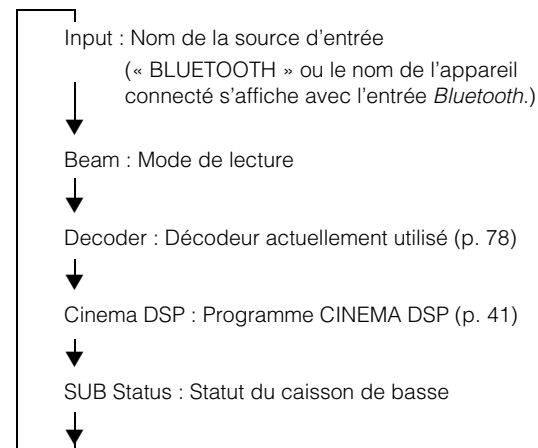 Input : Nom de la source d'entrée
(« BLUETOOTH » ou le nom de l'appareil
connecté s'affiche avec l'entrée Bluetooth.)
Beam : Mode de lecture
Decoder : Décodeur actuellement utilisé (p. 78)
Cinema DSP : Programme CINEMA DSP (p. 41)
SUB Status : Statut du caisson de basse